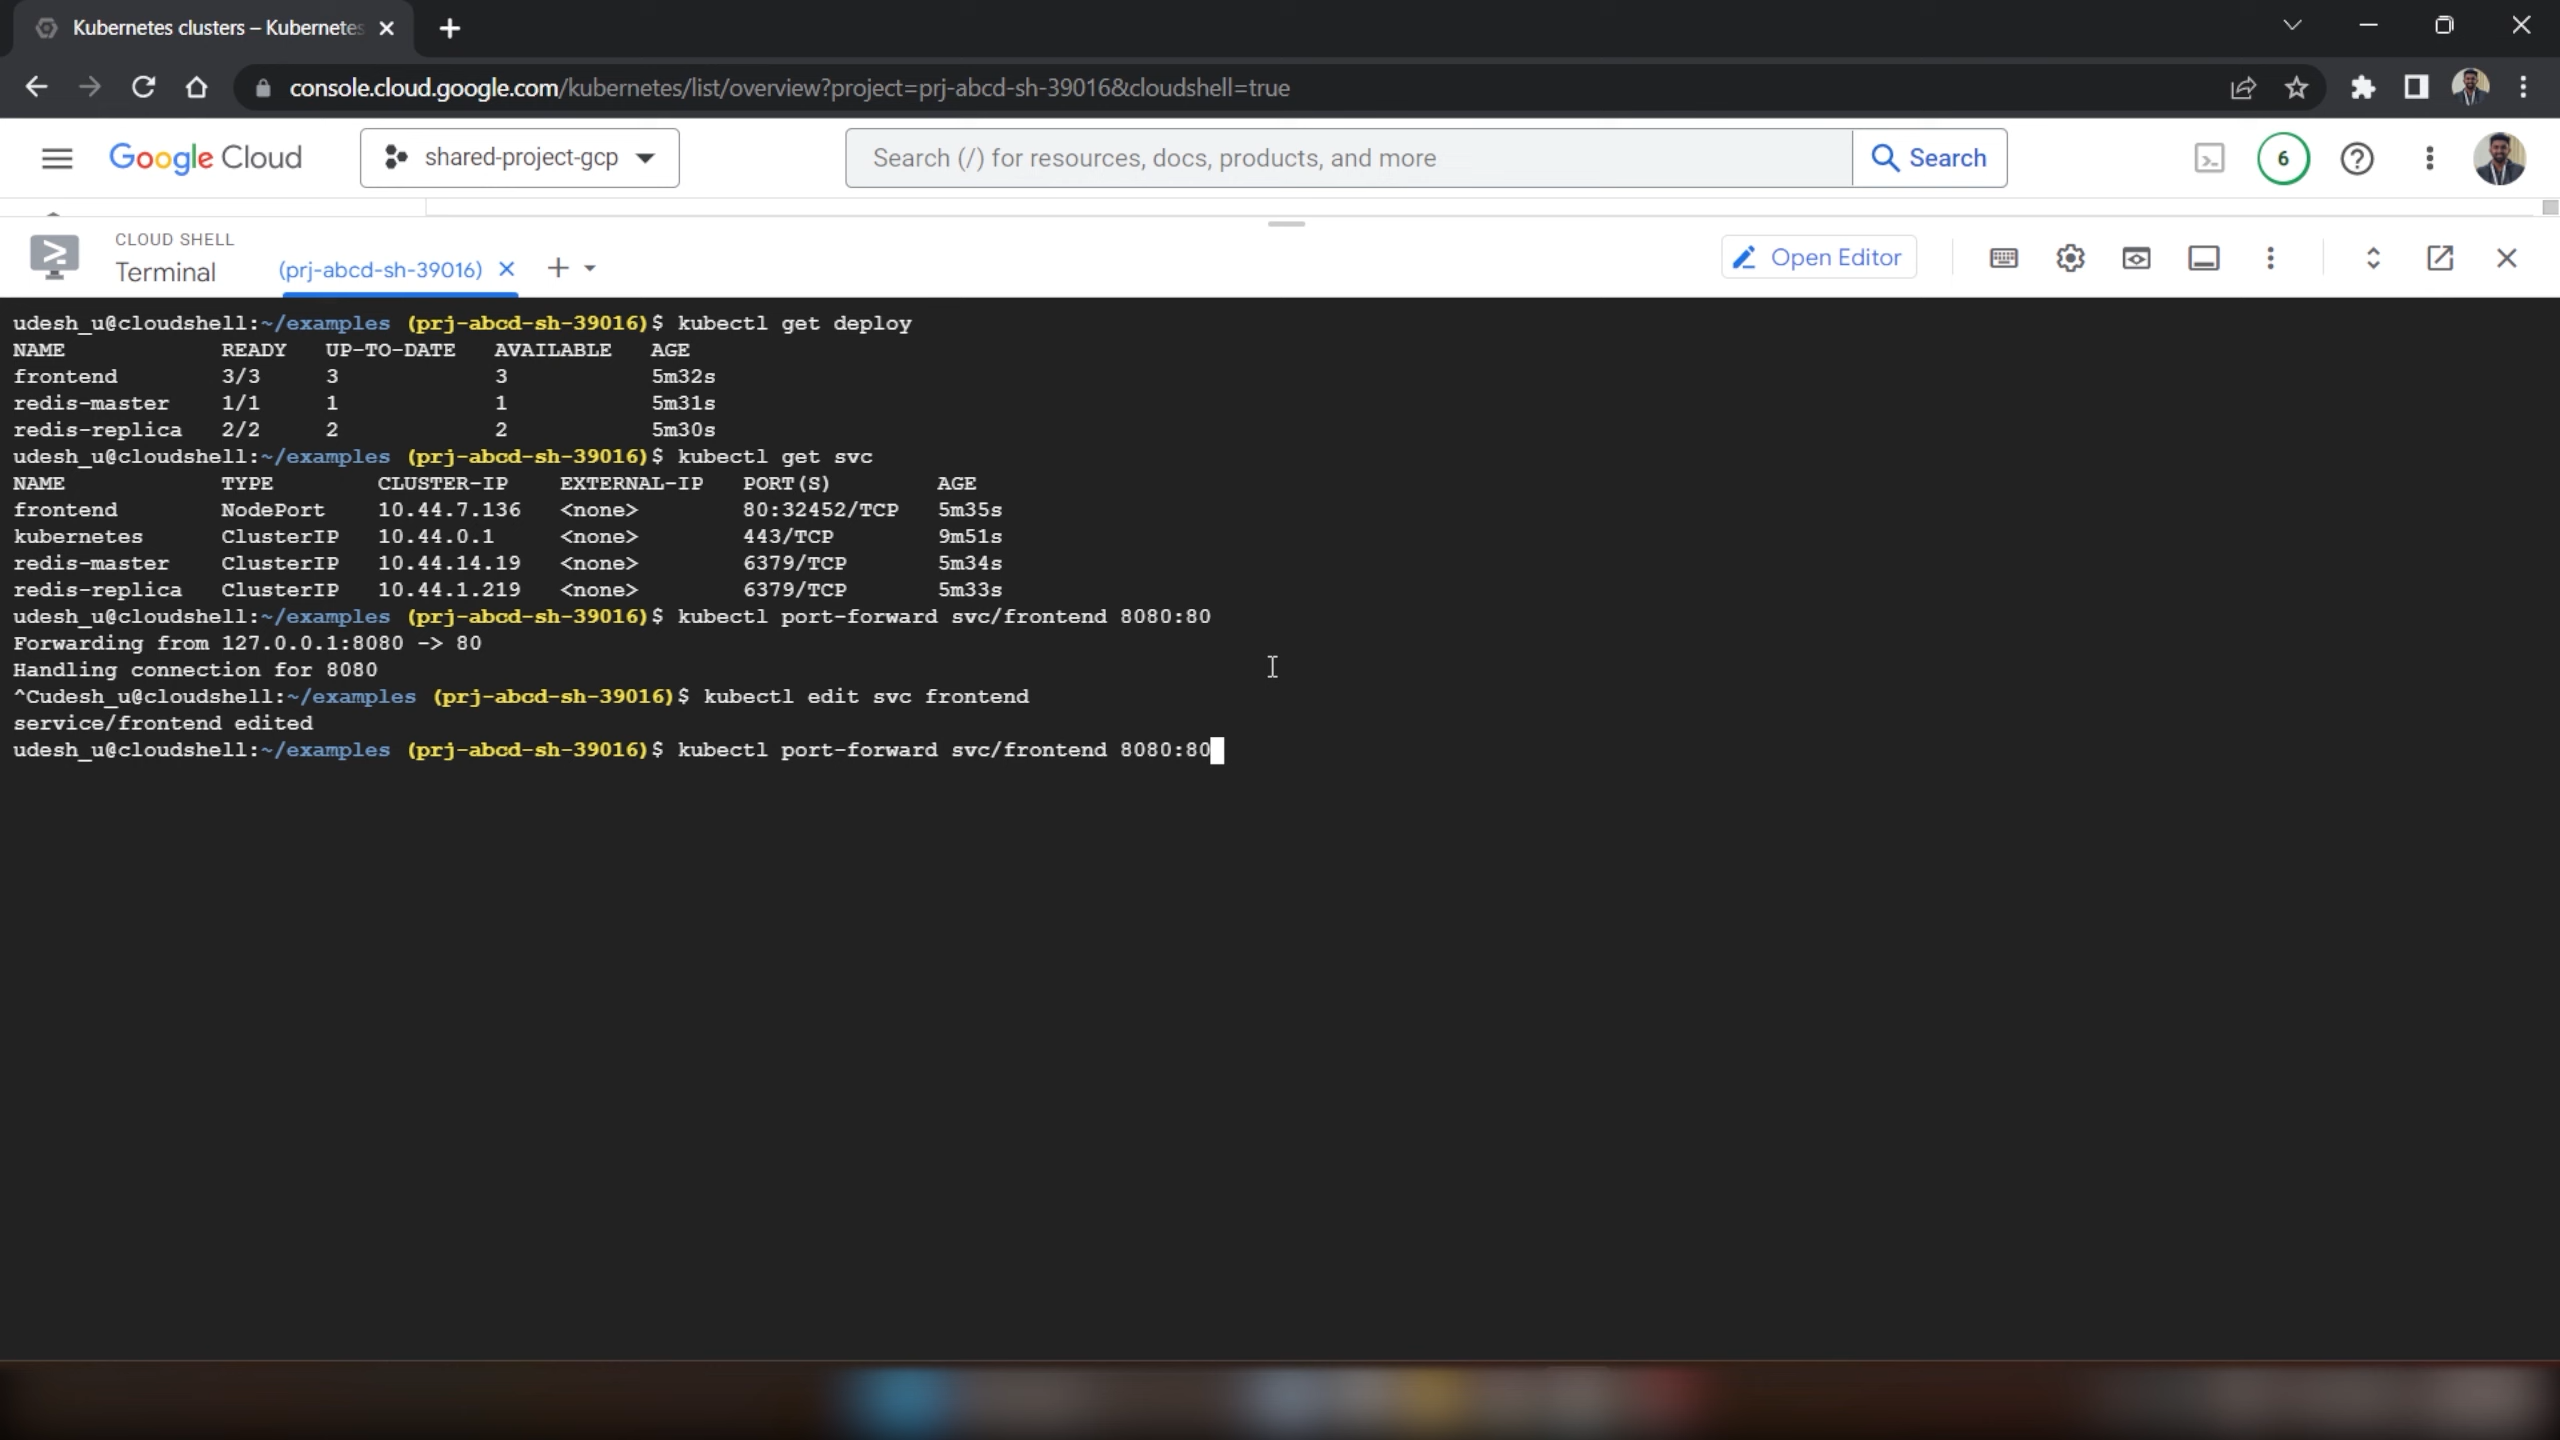 Kubernetes clusters – Kubernetes
console.cloud.google.com/kubernetes/list/overview?project=prj-abcd-sh-39016&cloudshell=true
Google Cloud
shared-project-gcp
Search (/) for resources, docs, products, and more
Search
6
CLOUD SHELL
Terminal
(prj-abcd-sh-39016)
Open Editor
udesh_u@cloudshell:~/examples (prj-abcd-sh-39016)$ kubectl get deploy
NAME READY UP-TO-DATE AVAILABLE AGE
frontend 3/3 3 3 5m32s
redis-master 1/1 1 1 5m31s
redis-replica 2/2 2 2 5m30s
udesh_u@cloudshell:~/examples (prj-abcd-sh-39016)$ kubectl get svc
NAME TYPE CLUSTER-IP EXTERNAL-IP PORT(S) AGE
frontend NodePort 10.44.7.136 <none> 80:32452/TCP 5m35s
kubernetes ClusterIP 10.44.0.1 <none> 443/TCP 9m51s
redis-master ClusterIP 10.44.14.19 <none> 6379/TCP 5m34s
redis-replica ClusterIP 10.44.1.219 <none> 6379/TCP 5m33s
udesh_u@cloudshell:~/examples (prj-abcd-sh-39016)$ kubectl port-forward svc/frontend 8080:80
Forwarding from 127.0.0.1:8080 -> 80
Handling connection for 8080
^Cudesh_u@cloudshell:~/examples (prj-abcd-sh-39016)$ kubectl edit svc frontend
service/frontend edited
udesh_u@cloudshell:~/examples (prj-abcd-sh-39016)$ kubectl port-forward svc/frontend 8080:80